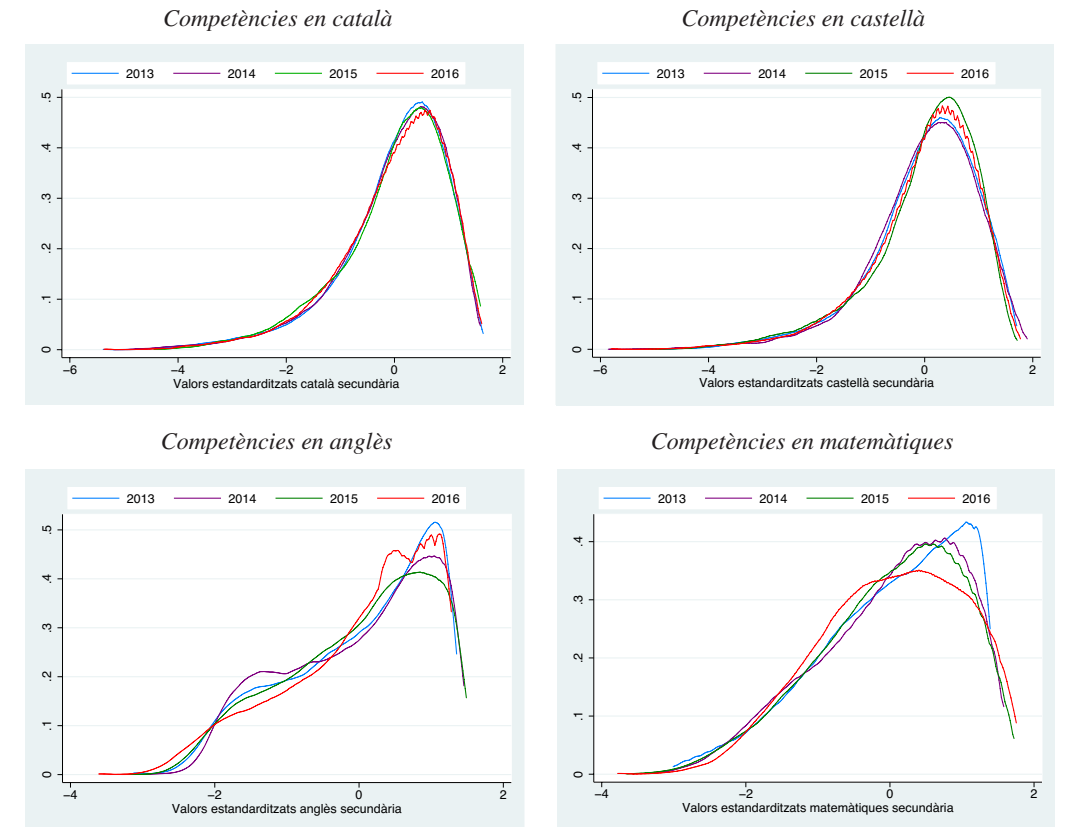 Competències en català
Competències en castellà
2013 2014 2015 2016
.5
.4
.3
.2
.1
0
−6 −4 −2 0 2
Valors estandarditzats català secundària
2013 2014 2015 2016
.5
.4
.3
.2
.1
0
−6 −4 −2 0 2
Valors estandarditzats castellà secundària
Competències en anglès
Competències en matemàtiques
2013 2014 2015 2016
.5
.4
.3
.2
.1
0
−4 −2 0 2
Valors estandarditzats anglès secundària
2013 2014 2015 2016
.4
.3
.2
.1
0
−4 −2 0 2
Valors estandarditzats matemàtiques secundària